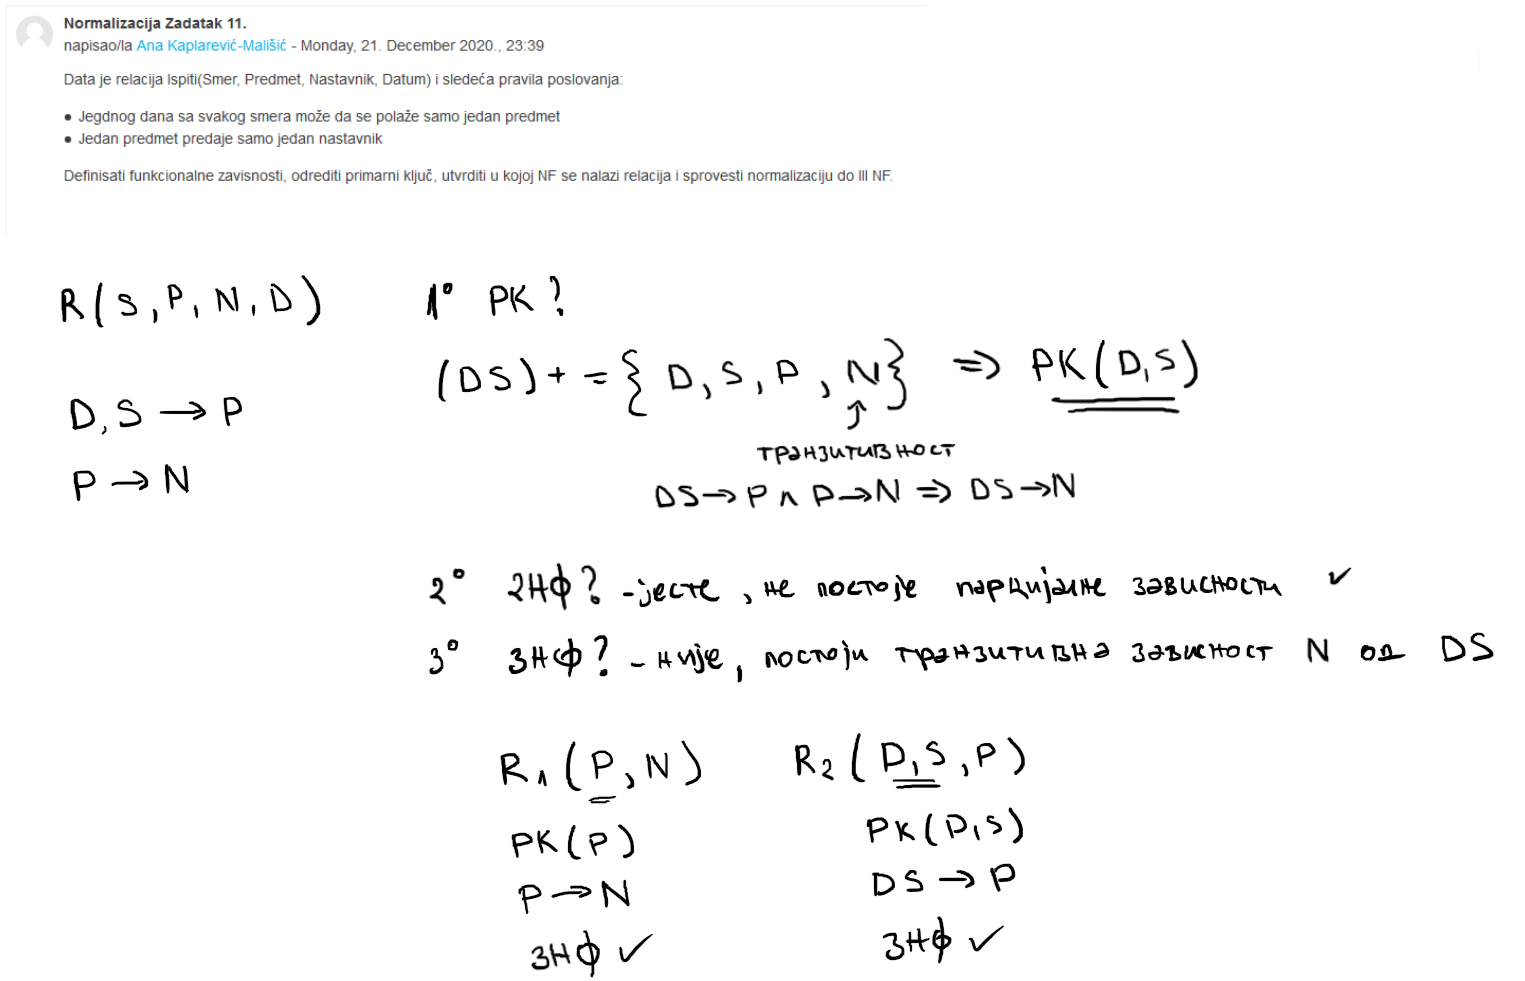 Normalizacija Zadatak 11.
napisao/la Ana Kaplarević-Mališić - Monday, 21. December 2020., 23:39
Data je relacija Ispiti(Smer, Predmet, Nastavnik, Datum) i sledeća pravila poslovanja:
• Jegdnog dana sa svakog smera može da se polaže samo jedan predmet
• Jedan predmet predaje samo jedan nastavnik
Definisati funkcionalne zavisnosti, odrediti primarni ključ, utvrditi u kojoj NF se nalazi relacija i sprovesti normalizaciju do III NF.
R(S, P, N, D)
1° PK?
(DS)+ = {D, S, P, N} => PK(D,S)
D,S → P
↑
транзитивност
P → N
DS → P ∧ P → N => DS → N
2° 2НФ? - јесте, не постоје парцијалне зависности ✓
3° 3НФ? - није, постоји транзитивна зависност N од DS
R1(P, N)
R2(D,S, P)
PK(P)
PK(D,S)
P → N
DS → P
3НФ ✓
3НФ ✓